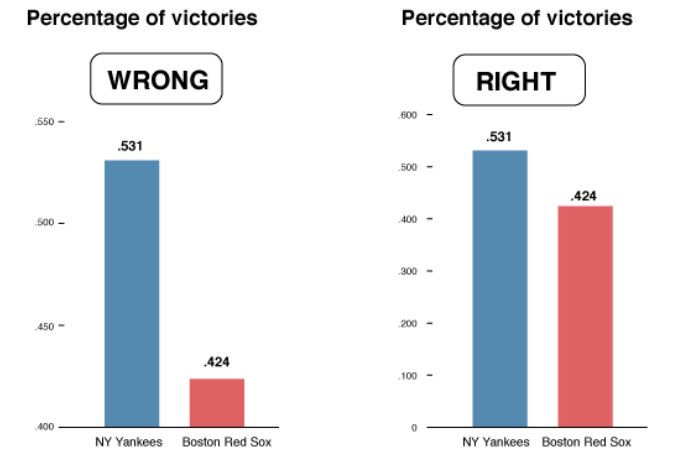 Percentage of victories
WRONG
.550
.531
.500
.450
.424
.400
NY Yankees
Boston Red Sox
Percentage of victories
RIGHT
.600
.531
.500
.424
.400
.300
.200
.100
0
NY Yankees
Boston Red Sox